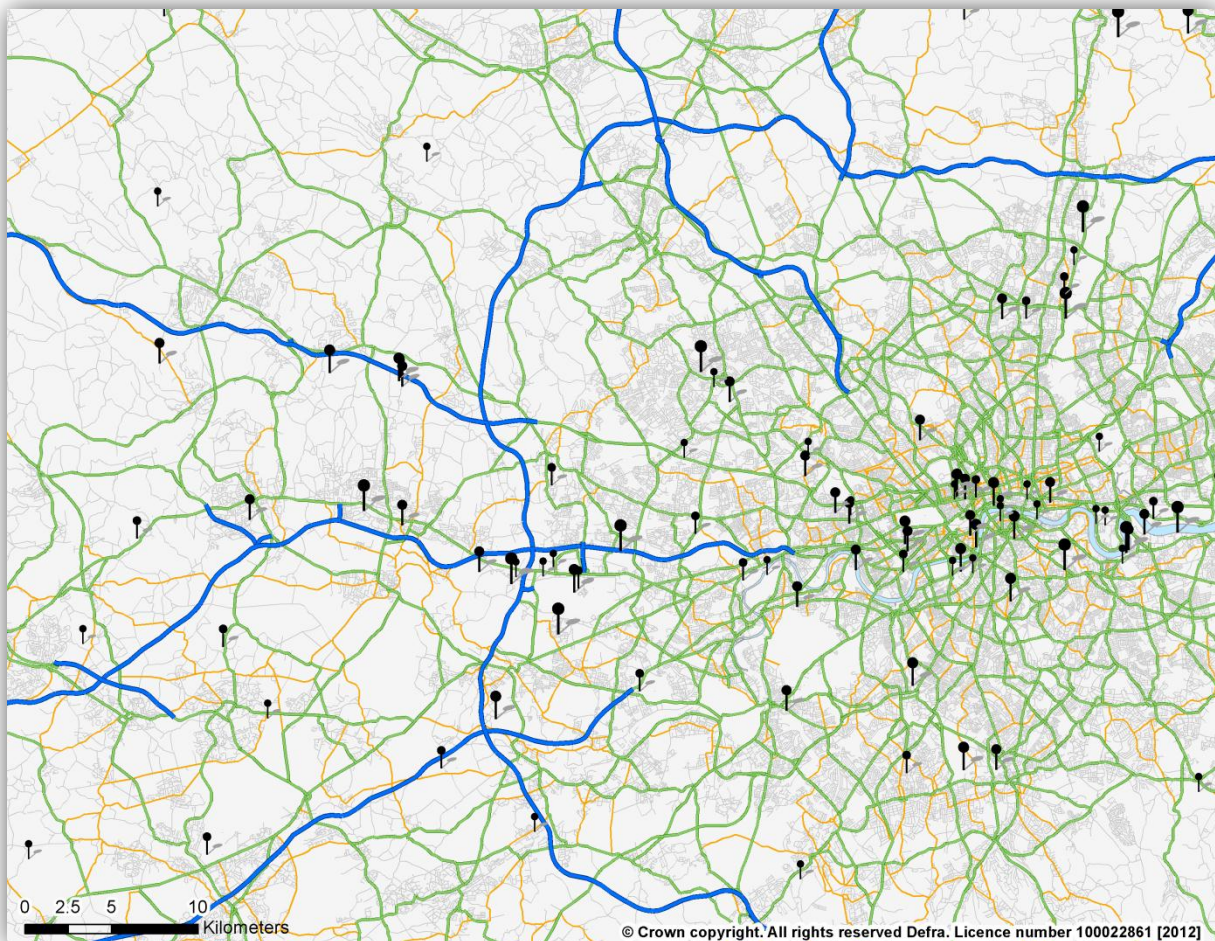 0 2.5 5 10
Kilometers
© Crown copyright. All rights reserved Defra. Licence number 100022861 [2012]